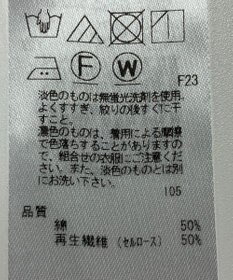 F W
F23
淡色のものは無蛍光洗剤を使用、
よくすすぎ、絞りの後すぐに干
すこと。
濃色のものは、着用による摩擦
で色落ちすることがありますの
で、組合せの衣服にご注意くださ
い。また、淡色のものとは別
にお洗い下さい。
105
品質
綿 50%
再生繊維（セルロース） 50%